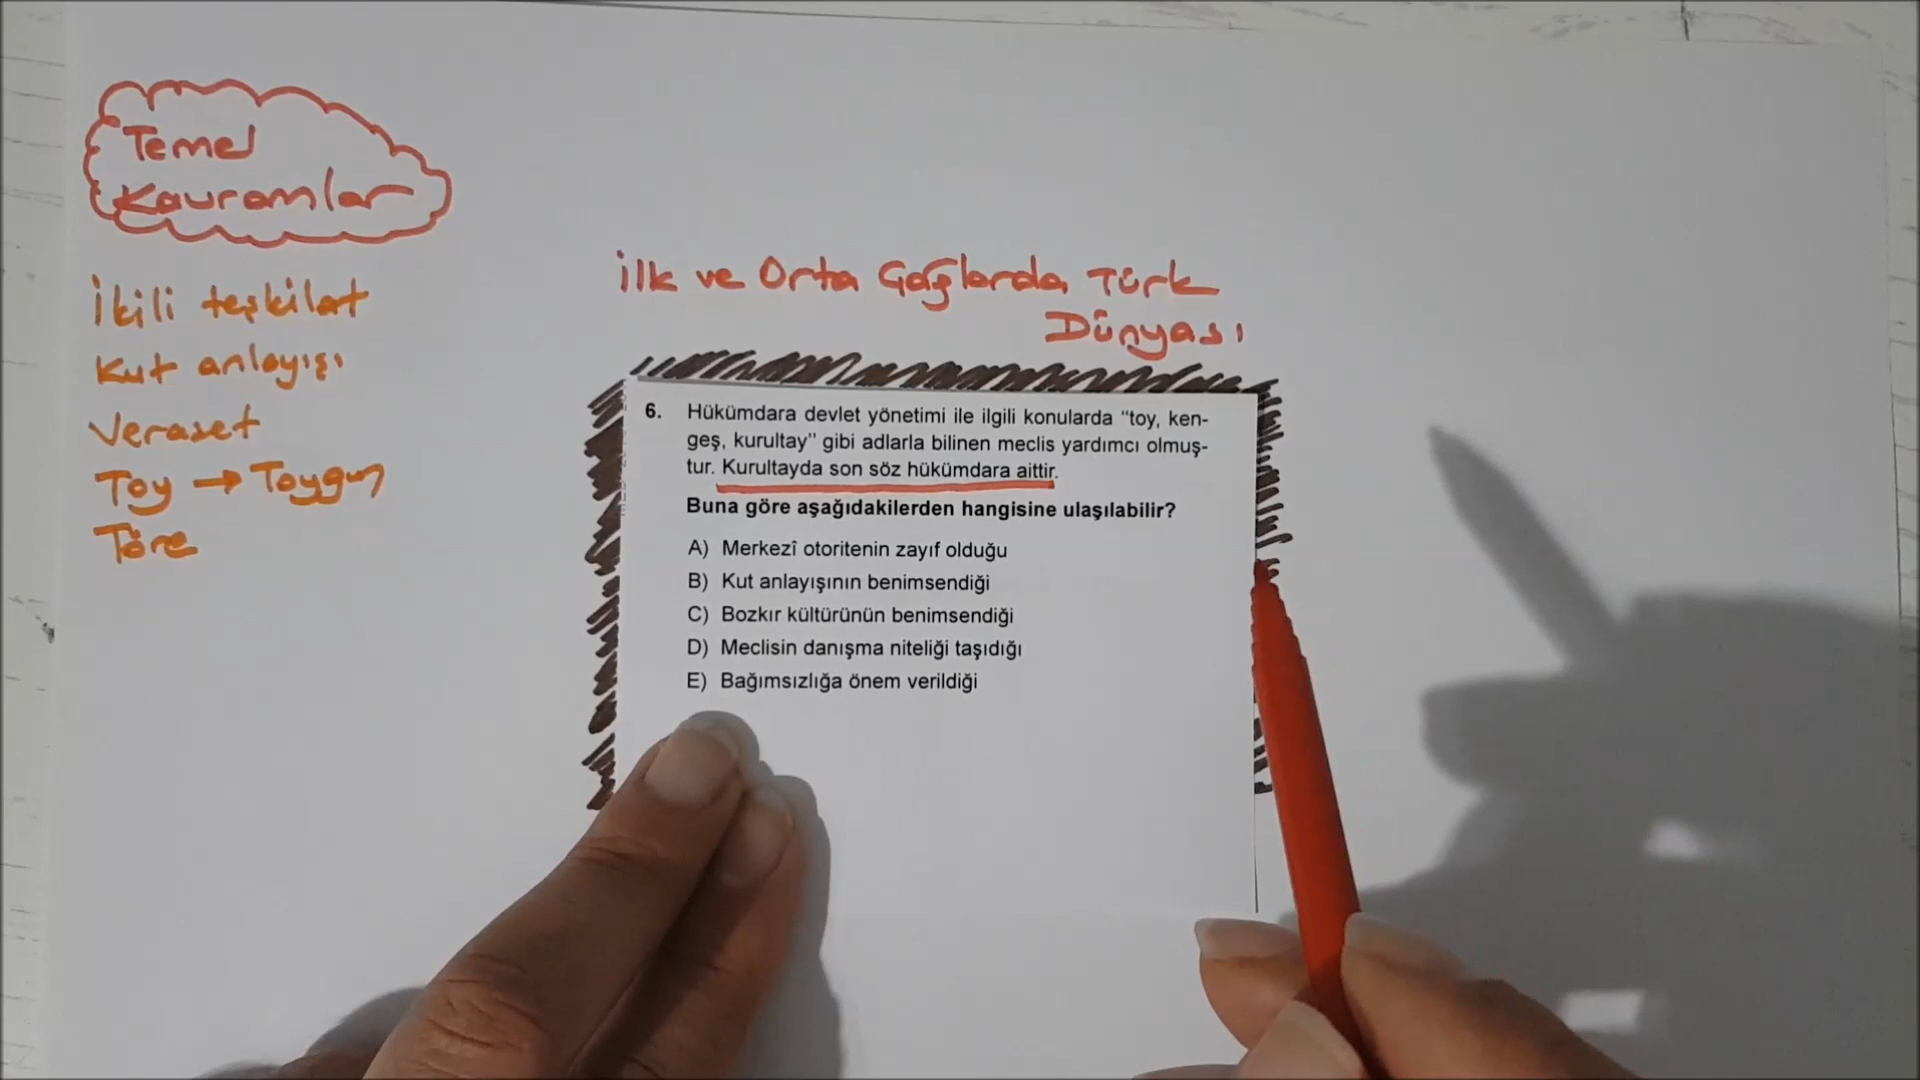 Temel
Kavramlar
İkili teşkilat
Kut anlayışı
Veraset
Toy → Toygun
Töre
İlk ve Orta Çağlarda Türk
Dünyası
6. Hükümdara devlet yönetimi ile ilgili konularda “toy, ken-
geş, kurultay” gibi adlarla bilinen meclis yardımcı olmuş-
tur. Kurultayda son söz hükümdara aittir.
Buna göre aşağıdakilerden hangisine ulaşılabilir?
A) Merkezî otoritenin zayıf olduğu
B) Kut anlayışının benimsendiği
C) Bozkır kültürünün benimsendiği
D) Meclisin danışma niteliği taşıdığı
E) Bağımsızlığa önem verildiği